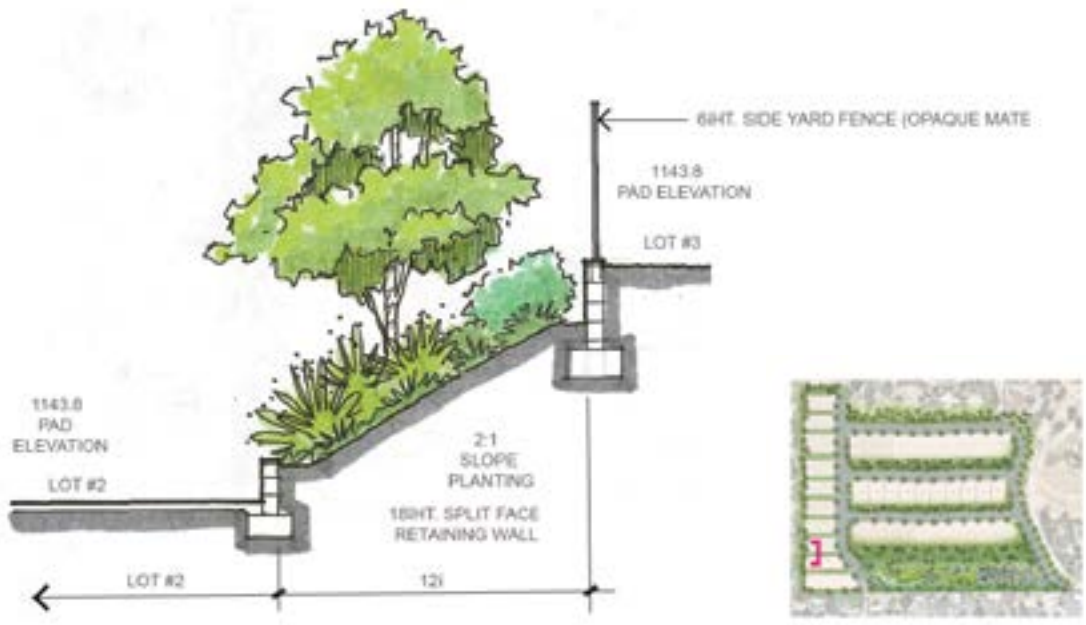 6iHT. SIDE YARD FENCE (OPAQUE MATE
1143.8
PAD ELEVATION
LOT #3
1143.8
PAD
ELEVATION
LOT #2
2:1
SLOPE
PLANTING
18iHT. SPLIT FACE
RETAINING WALL
LOT #2
12i